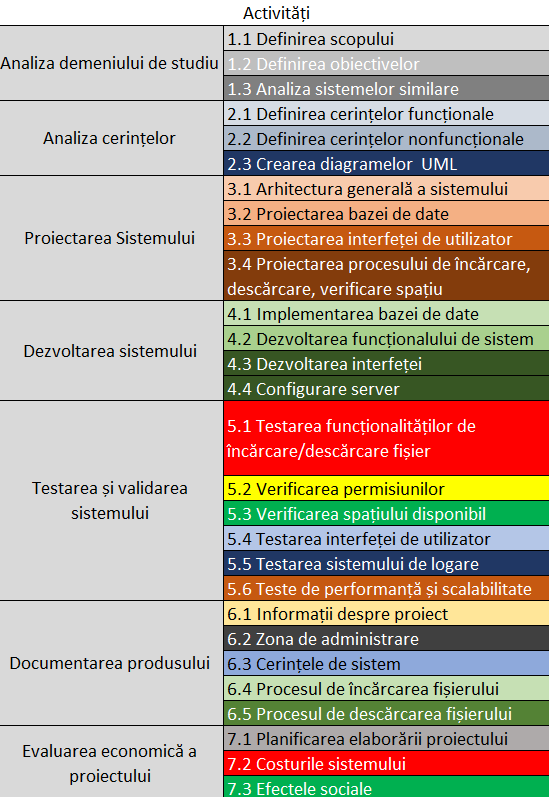 Activități
Analiza demeniului de studiu
1.1 Definirea scopului
1.2 Definirea obiectivelor
1.3 Analiza sistemelor similare
Analiza cerințelor
2.1 Definirea cerințelor funcționale
2.2 Definirea cerințelor nonfuncționale
2.3 Crearea diagramelor  UML
Proiectarea Sistemului
3.1 Arhitectura generală a sistemului
3.2 Proiectarea bazei de date
3.3 Proiectarea interfeței de utilizator
3.4 Proiectarea procesului de încărcare,
descărcare, verificare spațiu
Dezvoltarea sistemului
4.1 Implementarea bazei de date
4.2 Dezvoltarea funcționalului de sistem
4.3 Dezvoltarea interfeței
4.4 Configurare server
Testarea și validarea
sistemului
5.1 Testarea funcționalităților de
încărcare/descărcare fișier
5.2 Verificarea permisiunilor
5.3 Verificarea spațiului disponibil
5.4 Testarea interfeței de utilizator
5.5 Testarea sistemului de logare
5.6 Teste de performanță și scalabilitate
Documentarea produsului
6.1 Informații despre proiect
6.2 Zona de administrare
6.3 Cerințele de sistem
6.4 Procesul de încărcarea fișierului
6.5 Procesul de descărcarea fișierului
Evaluarea economică a
proiectului
7.1 Planificarea elaborării proiectului
7.2 Costurile sistemului
7.3 Efectele sociale